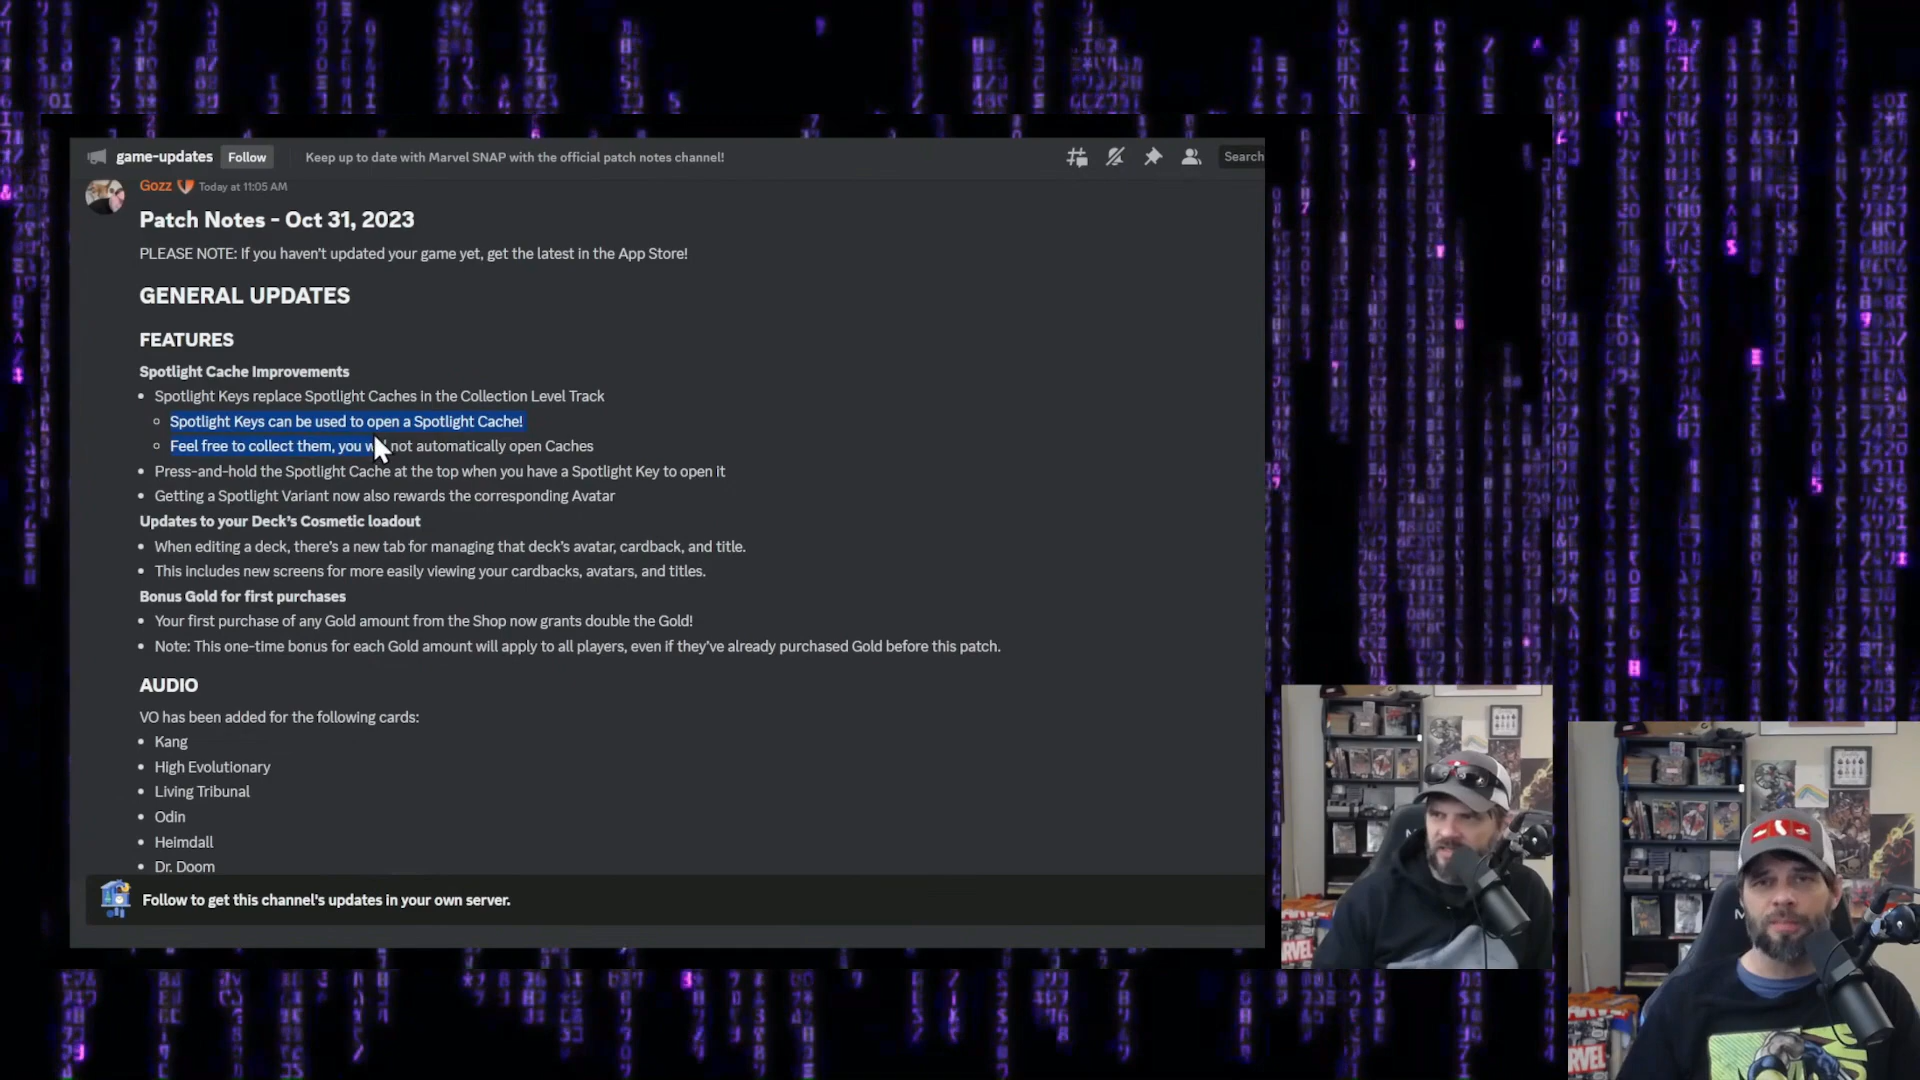 game-updates
Follow
Keep up to date with Marvel SNAP with the official patch notes channel!
Search
Gozz
Today at 11:05 AM
Patch Notes - Oct 31, 2023
PLEASE NOTE: If you haven't updated your game yet, get the latest in the App Store!
GENERAL UPDATES
FEATURES
Spotlight Cache Improvements
• Spotlight Keys replace Spotlight Caches in the Collection Level Track
◦ Spotlight Keys can be used to open a Spotlight Cache!
◦ Feel free to collect them, you not automatically open Caches
• Press-and-hold the Spotlight Cache at the top when you have a Spotlight Key to open it
• Getting a Spotlight Variant now also rewards the corresponding Avatar
Updates to your Deck's Cosmetic loadout
• When editing a deck, there's a new tab for managing that deck's avatar, cardback, and title.
• This includes new screens for more easily viewing your cardbacks, avatars, and titles.
Bonus Gold for first purchases
• Your first purchase of any Gold amount from the Shop now grants double the Gold!
• Note: This one-time bonus for each Gold amount will apply to all players, even if they've already purchased Gold before this patch.
AUDIO
VO has been added for the following cards:
• Kang
• High Evolutionary
• Living Tribunal
• Odin
• Heimdall
• Dr. Doom
Follow to get this channel's updates in your own server.
MARVEL